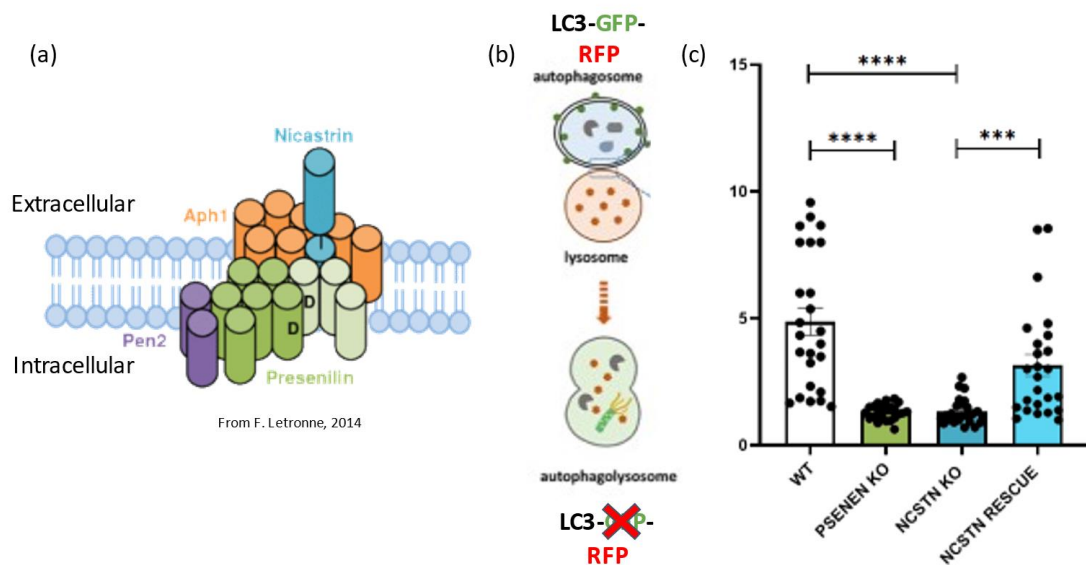 (a)
Nicastrin
Extracellular
Aph1
D
D
Pen2
Intracellular
Presenilin
From F. Letronne, 2014
(b)
LC3-GFP-
RFP
autophagosome
lysosome
autophagolysosome
LC3-GFP-
RFP
(c)
15
10
5
0
****
****
***
WT
PSENEN KO
NCSTN KO
NCSTN RESCUE